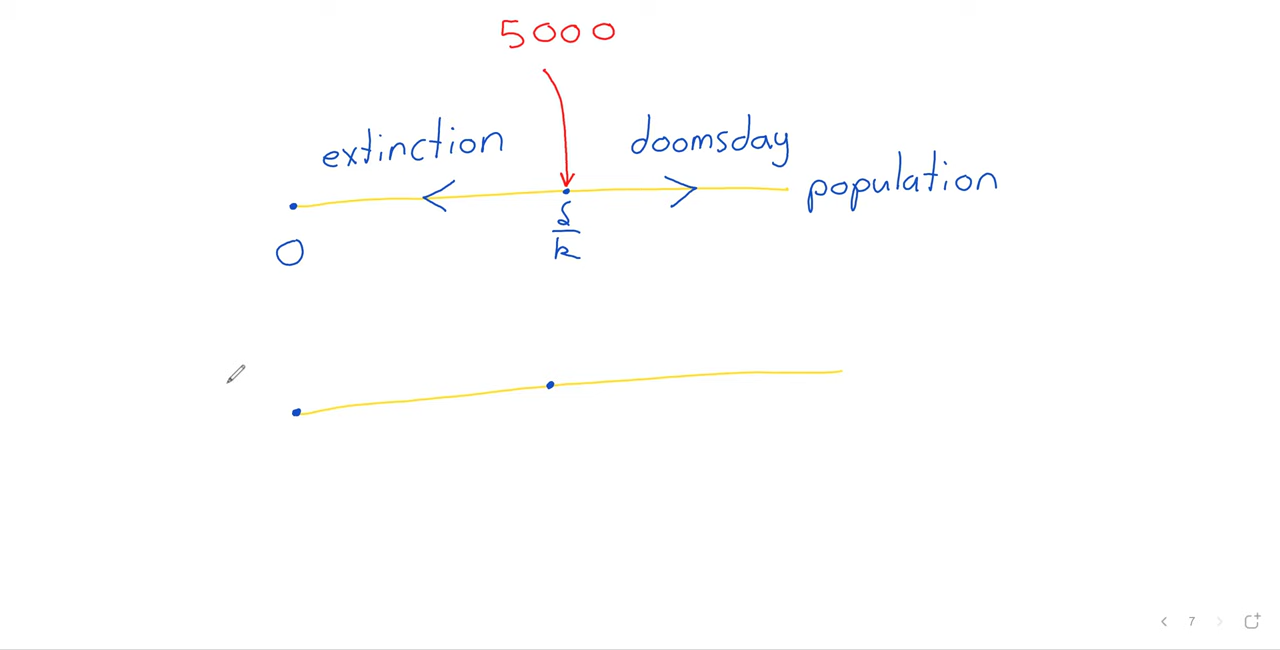 5000
extinction
doomsday
population
0
δ
k
7